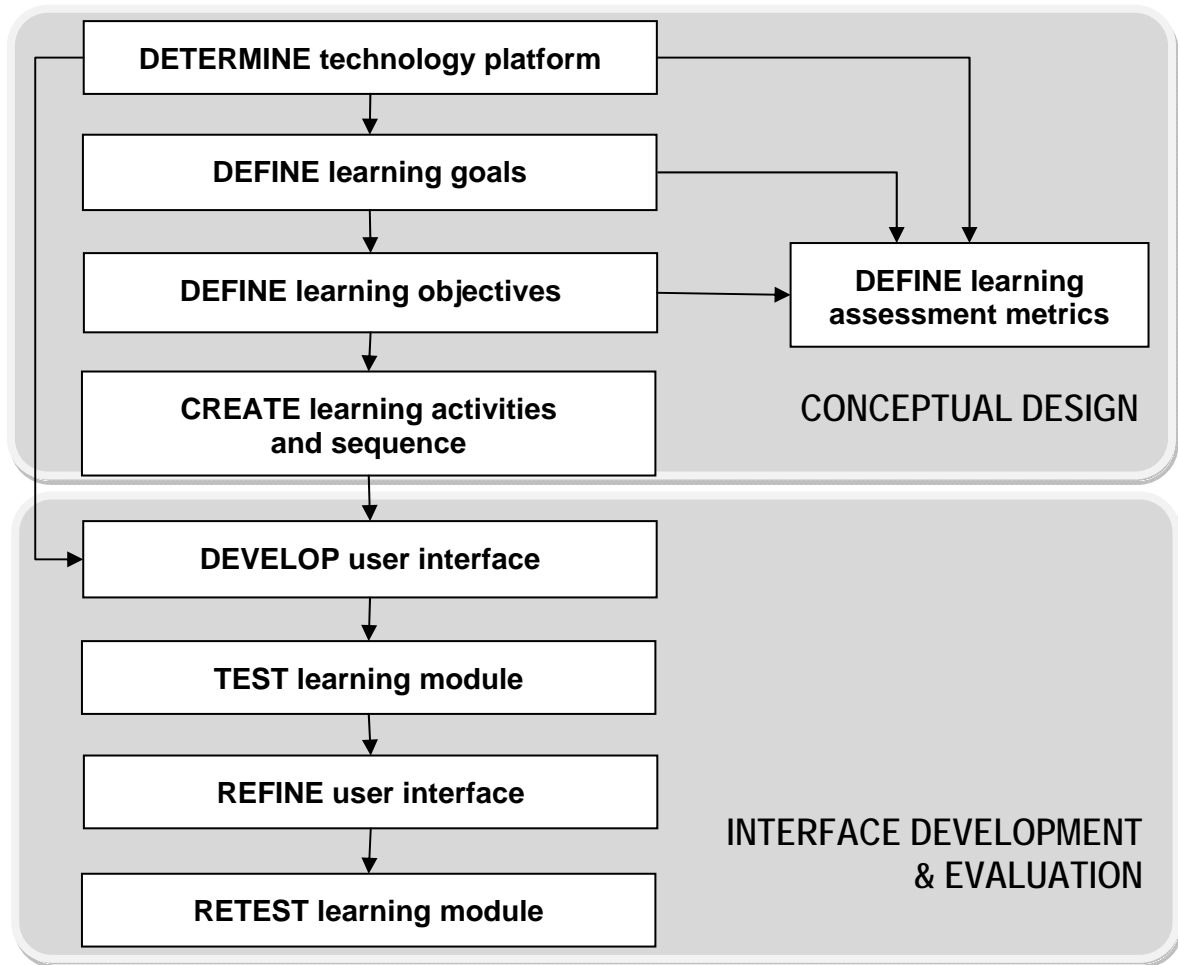 DETERMINE technology platform
DEFINE learning goals
DEFINE learning objectives
DEFINE learning
assessment metrics
CREATE learning activities
and sequence
CONCEPTUAL DESIGN
DEVELOP user interface
TEST learning module
REFINE user interface
INTERFACE DEVELOPMENT
& EVALUATION
RETEST learning module